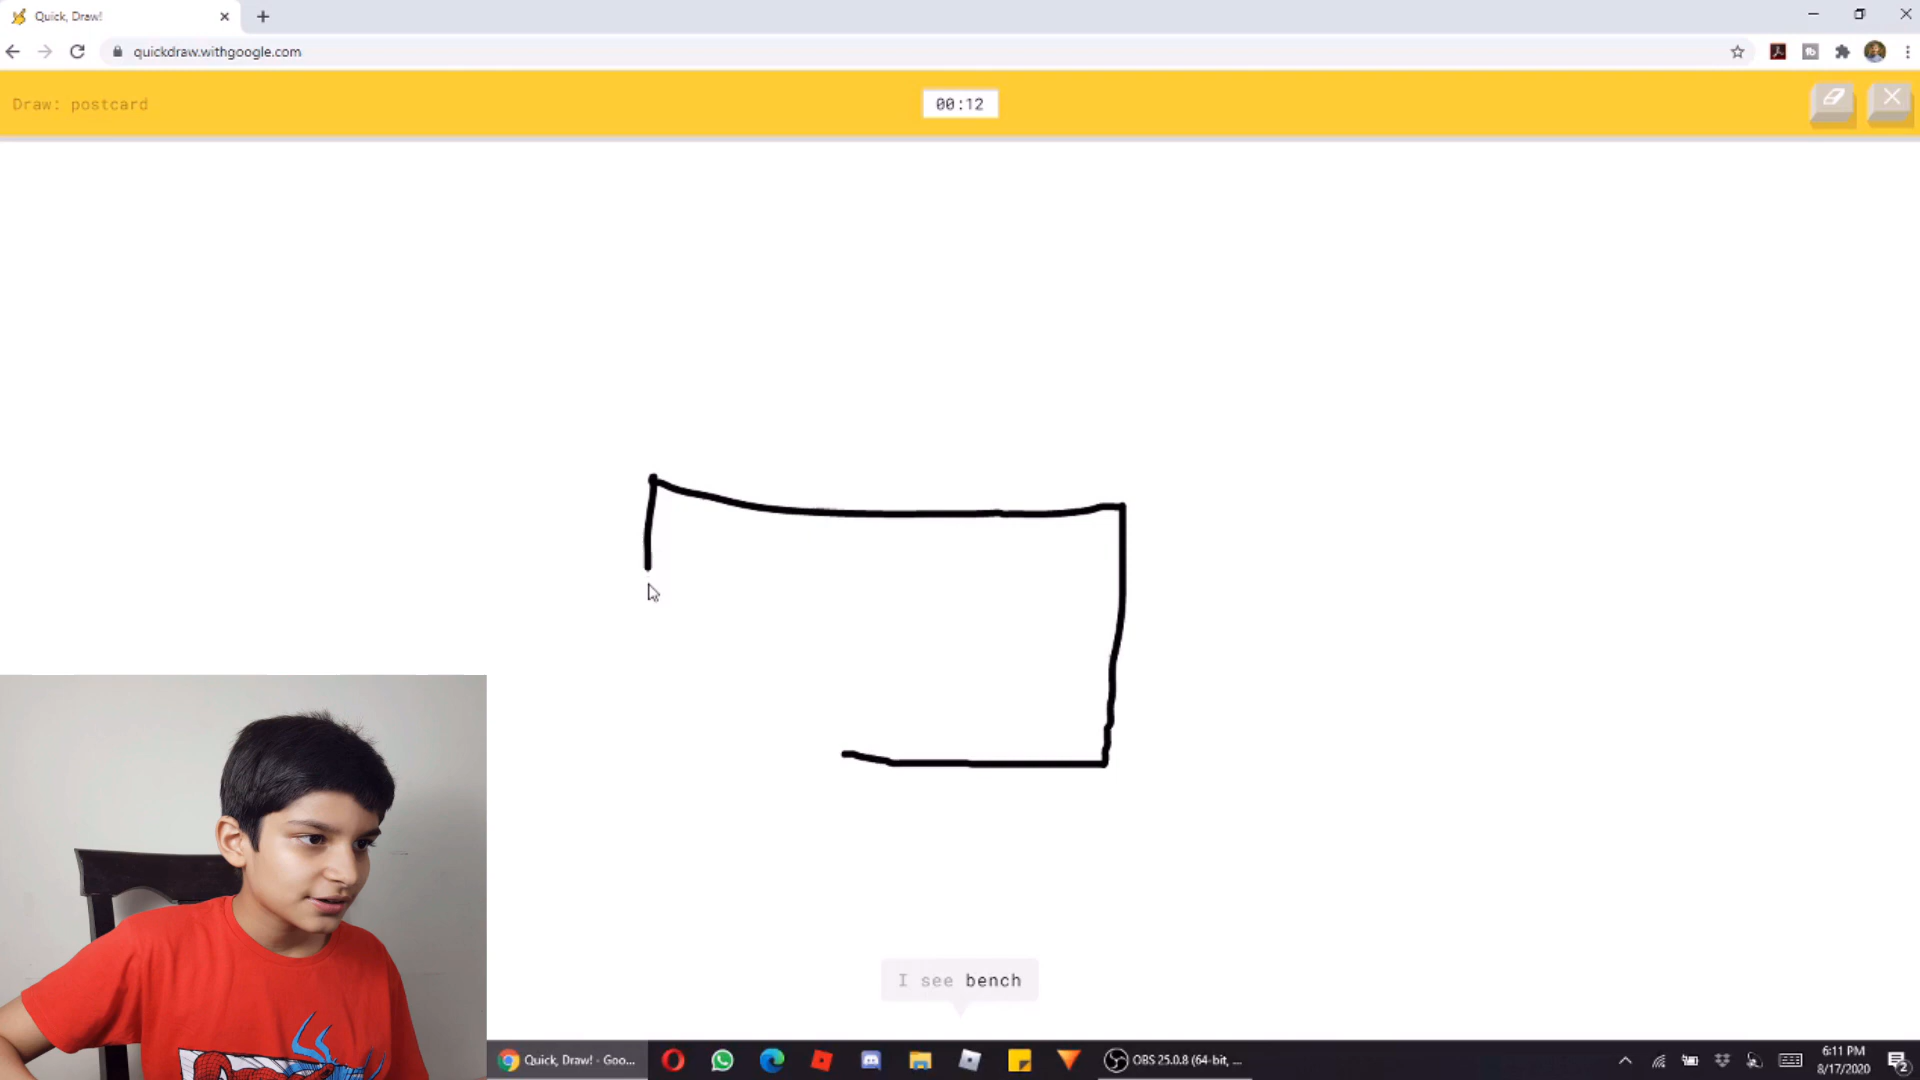 Quick, Draw!
quickdraw.withgoogle.com
Draw: postcard
00:12
I see bench
Quick, Draw! - Goo...
OBS 25.0.8 (64-bit, ...
6:11 PM
8/17/2020
2